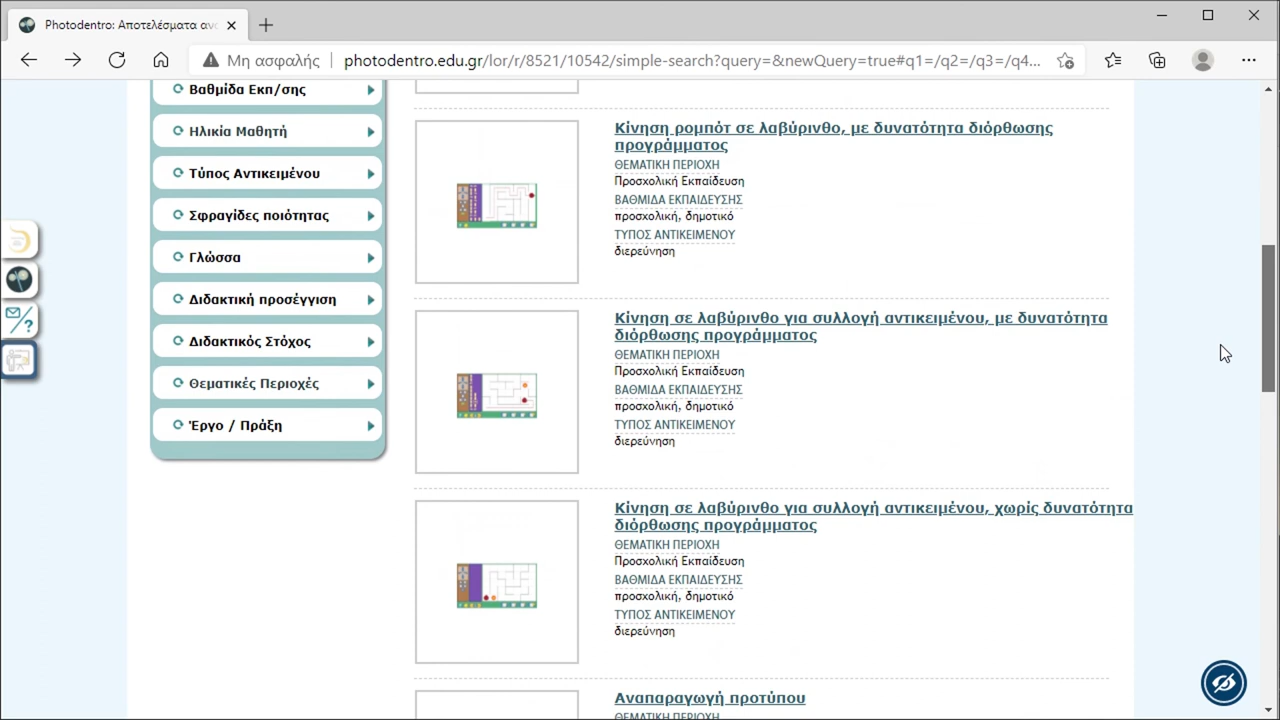 Photodentro: Αποτελέσματα ανα
Μη ασφαλής
photodentro.edu.gr/lor/r/8521/10542/simple-search?query=&newQuery=true#q1=/q2=/q3=/q4...
Βαθμίδα Εκπ/σης
Ηλικία Μαθητή
Τύπος Αντικειμένου
Σφραγίδες ποιότητας
Γλώσσα
Διδακτική προσέγγιση
Διδακτικός Στόχος
Θεματικές Περιοχές
Έργο / Πράξη
Κίνηση ρομπότ σε λαβύρινθο, με δυνατότητα διόρθωσης
προγράμματος
ΘΕΜΑΤΙΚΗ ΠΕΡΙΟΧΗ
Προσχολική Εκπαίδευση
ΒΑΘΜΙΔΑ ΕΚΠΑΙΔΕΥΣΗΣ
προσχολική, δημοτικό
ΤΥΠΟΣ ΑΝΤΙΚΕΙΜΕΝΟΥ
διερεύνηση
Κίνηση σε λαβύρινθο για συλλογή αντικειμένου, με δυνατότητα
διόρθωσης προγράμματος
ΘΕΜΑΤΙΚΗ ΠΕΡΙΟΧΗ
Προσχολική Εκπαίδευση
ΒΑΘΜΙΔΑ ΕΚΠΑΙΔΕΥΣΗΣ
προσχολική, δημοτικό
ΤΥΠΟΣ ΑΝΤΙΚΕΙΜΕΝΟΥ
διερεύνηση
Κίνηση σε λαβύρινθο για συλλογή αντικειμένου, χωρίς δυνατότητα
διόρθωσης προγράμματος
ΘΕΜΑΤΙΚΗ ΠΕΡΙΟΧΗ
Προσχολική Εκπαίδευση
ΒΑΘΜΙΔΑ ΕΚΠΑΙΔΕΥΣΗΣ
προσχολική, δημοτικό
ΤΥΠΟΣ ΑΝΤΙΚΕΙΜΕΝΟΥ
διερεύνηση
Αναπαραγωγή προτύπου
ΘΕΜΑΤΙΚΗ ΠΕΡΙΟΧΗ